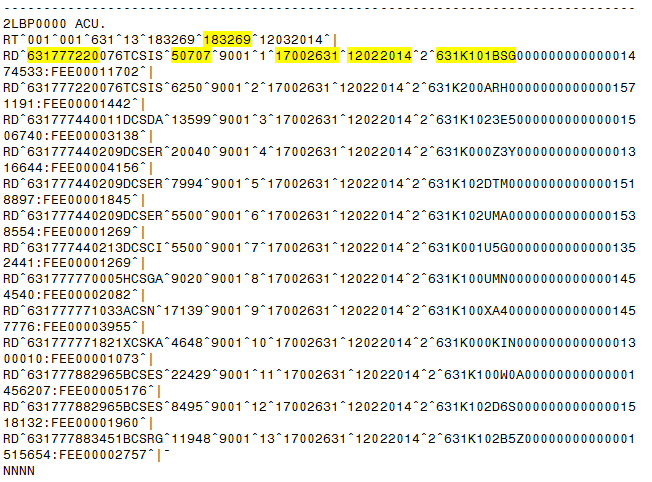 --------------------------------------------------------------------------------
2LBP0000 ACU.
RT^001^001^631^13^183269^183269^12032014^|
RD^631777220076TCSIS^50707^9001^1^17002631^12022014^2^631K101BSG00000000000000014
74533:FEE00011702^|
RD^631777220076TCSIS^6250^9001^2^17002631^12022014^2^631K200ARH0000000000000157
1191:FEE00001442^|
RD^631777440011DCSDA^13599^9001^3^17002631^12022014^2^631K1023E5000000000000015
06740:FEE00003138^|
RD^631777440209DCSER^20040^9001^4^17002631^12022014^2^631K000Z3Y000000000000013
16644:FEE00004156^|
RD^631777440209DCSER^7994^9001^5^17002631^12022014^2^631K102DTM0000000000000151
8897:FEE00001845^|
RD^631777440209DCSER^5500^9001^6^17002631^12022014^2^631K102UMA0000000000000153
8554:FEE00001269^|
RD^631777440213DCSCI^5500^9001^7^17002631^12022014^2^631K001U5G0000000000000135
2441:FEE00001269^|
RD^631777770005HCSGA^9020^9001^8^17002631^12022014^2^631K100UMN0000000000000145
4540:FEE00002082^|
RD^631777771033ACSN^17139^9001^9^17002631^12022014^2^631K100XA40000000000000145
7776:FEE00003955^|
RD^631777771821XCSKA^4648^9001^10^17002631^12022014^2^631K000KIN000000000000013
00010:FEE00001073^|
RD^631777882965BCSES^22429^9001^11^17002631^12022014^2^631K100W0A00000000000001
456207:FEE00005176^|
RD^631777882965BCSES^8495^9001^12^17002631^12022014^2^631K102D6S000000000000015
18132:FEE00001960^|
RD^631777883451BCSRG^11948^9001^13^17002631^12022014^2^631K102B5Z00000000000001
515654:FEE00002757^|~
NNNN